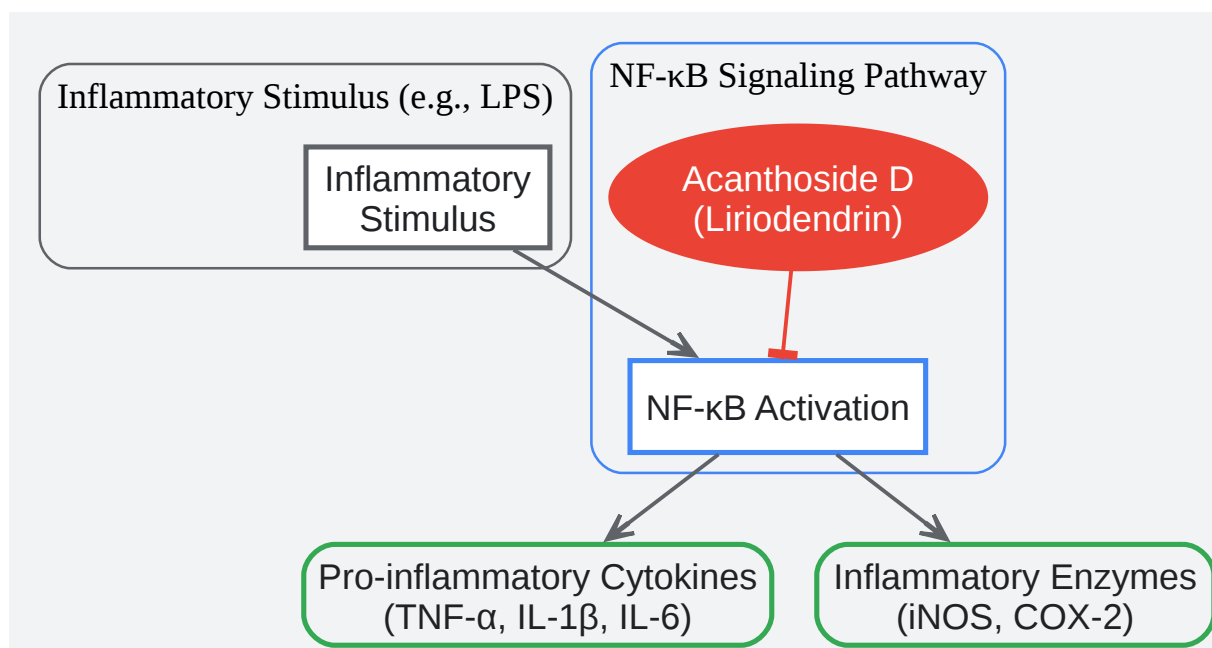 Inflammatory Stimulus (e.g., LPS)
Inflammatory
Stimulus
NF-κB Signaling Pathway
Acanthoside D
(Liriodendrin)
NF-κB Activation
Pro-inflammatory Cytokines
(TNF-α, IL-1β, IL-6)
Inflammatory Enzymes
(iNOS, COX-2)